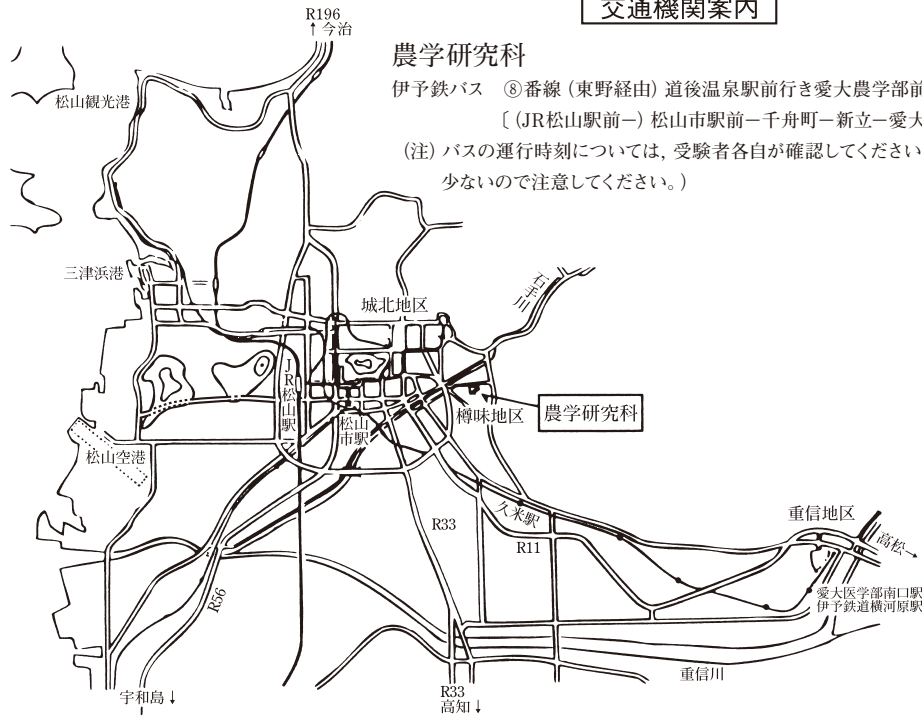 交通機関案内
R196
↑今治
農学研究科
伊予鉄バス ⑧番線（東野経由）道後温泉駅前行き愛大農学部前
〔（JR松山駅前−）松山市駅前−千舟町−新立−愛大
（注）バスの運行時刻については，受験者各自が確認してください
少ないので注意してください。）
松山観光港
三津浜港
石手川
城北地区
JR松山駅
松山
市駅
樽味地区
農学研究科
松山空港
久米駅
R33
R11
重信地区
高松→
R56
愛大医学部南口駅
伊予鉄道横河原駅
重信川
宇和島↓
R33
高知↓